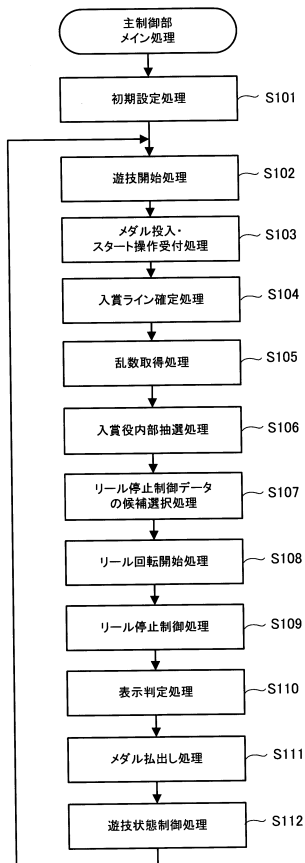 主制御部
メイン処理
初期設定処理
S101
遊技開始処理
S102
メダル投入・
スタート操作受付処理
S103
入賞ライン確定処理
S104
乱数取得処理
S105
入賞役内部抽選処理
S106
リール停止制御データ
の候補選択処理
S107
リール回転開始処理
S108
リール停止制御処理
S109
表示判定処理
S110
メダル払出し処理
S111
遊技状態制御処理
S112